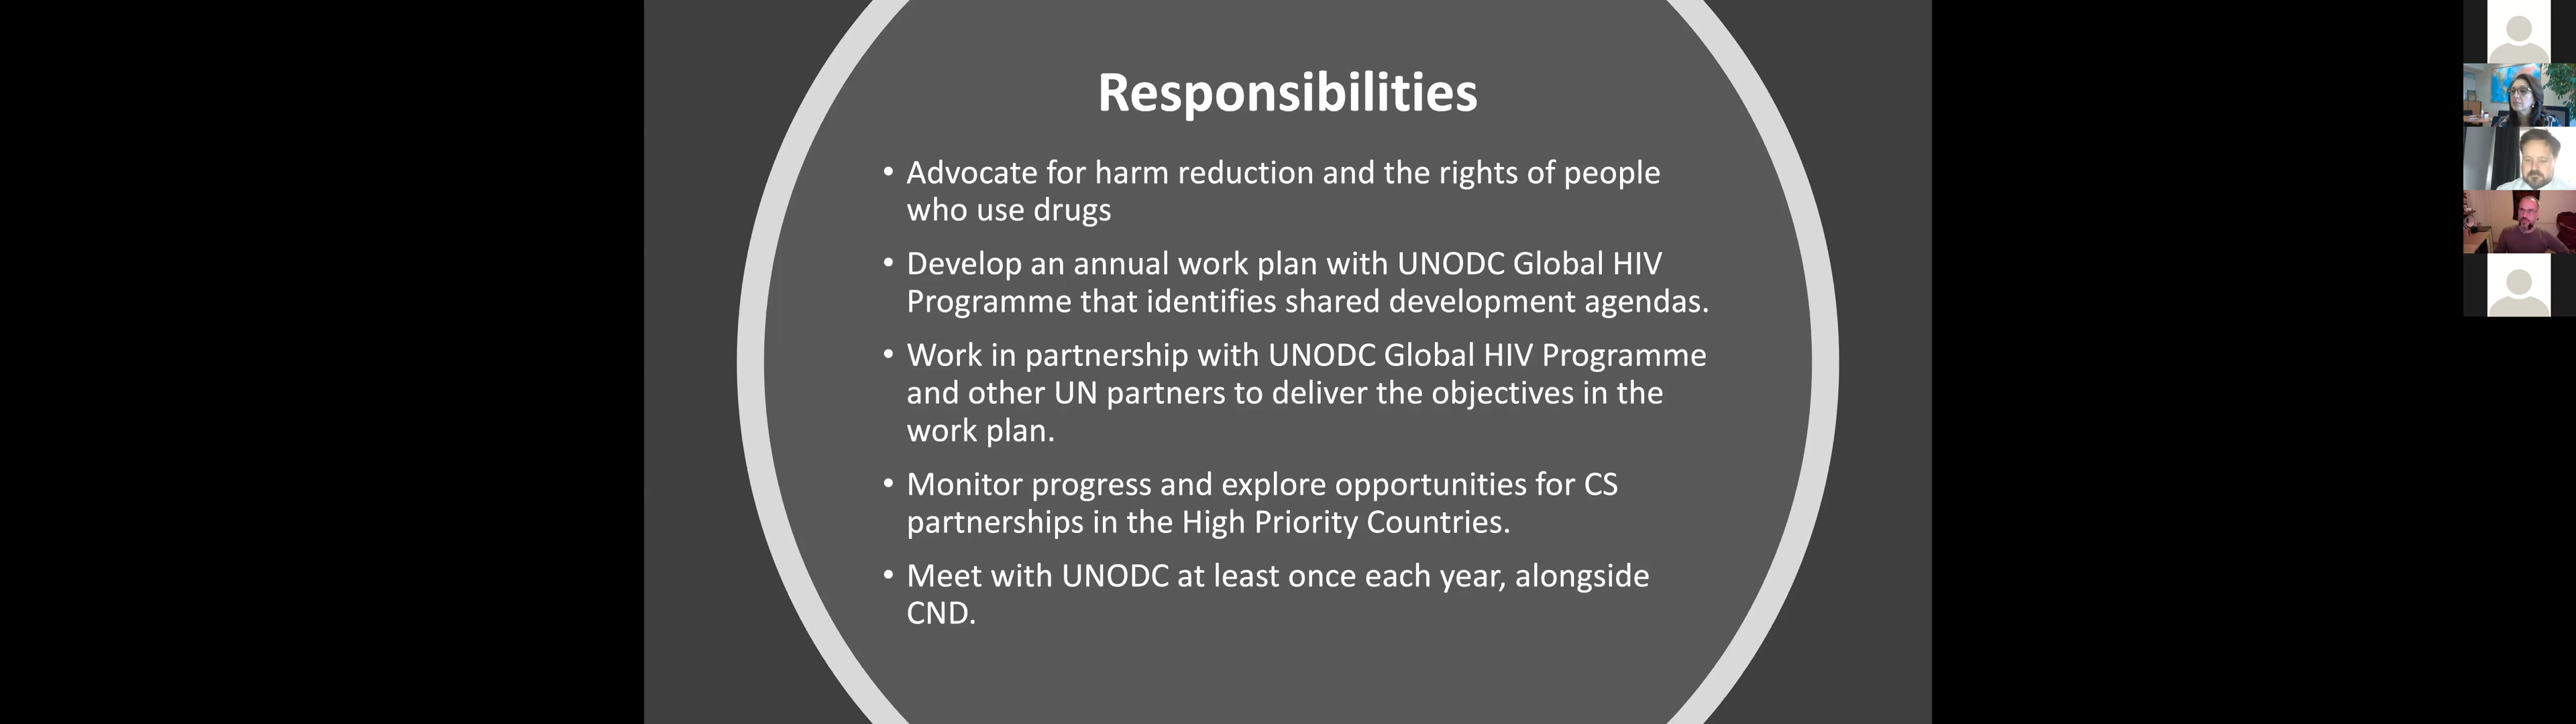 Responsibilities
• Advocate for harm reduction and the rights of people
who use drugs
• Develop an annual work plan with UNODC Global HIV
Programme that identifies shared development agendas.
• Work in partnership with UNODC Global HIV Programme
and other UN partners to deliver the objectives in the
work plan.
• Monitor progress and explore opportunities for CS
partnerships in the High Priority Countries.
• Meet with UNODC at least once each year, alongside
CND.